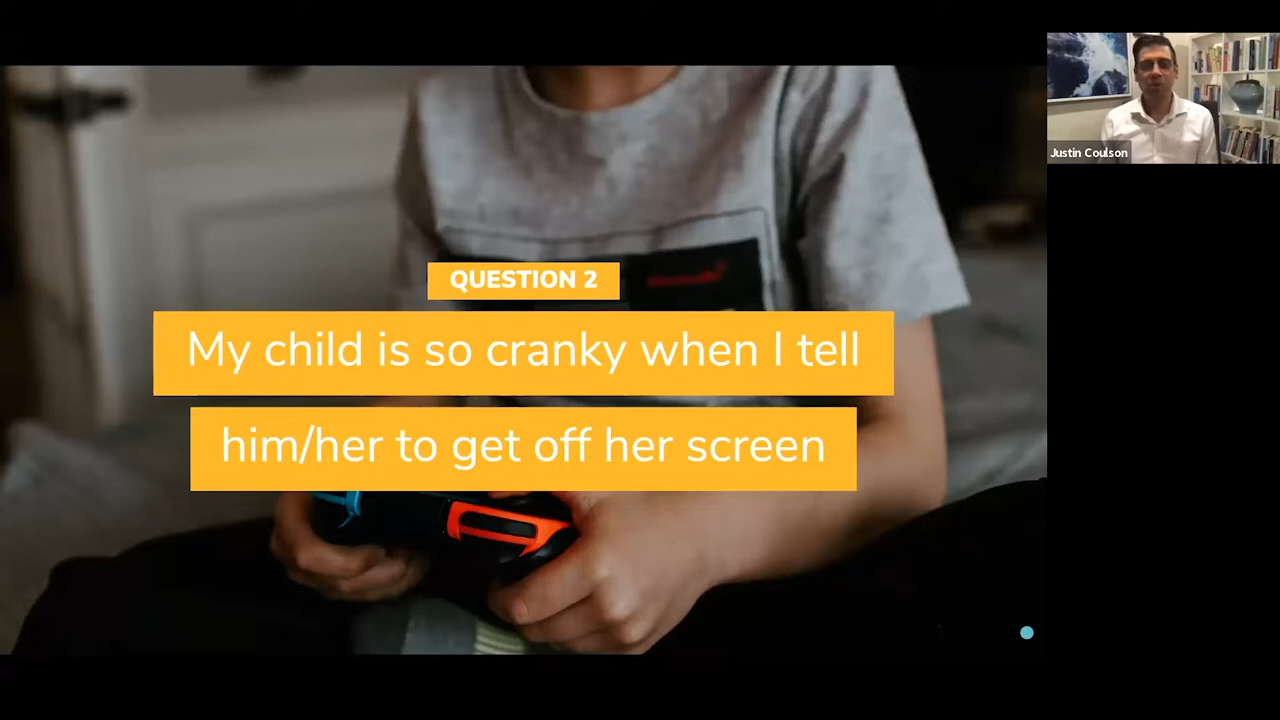 QUESTION 2
My child is so cranky when I tell
him/her to get off her screen
Justin Coulson